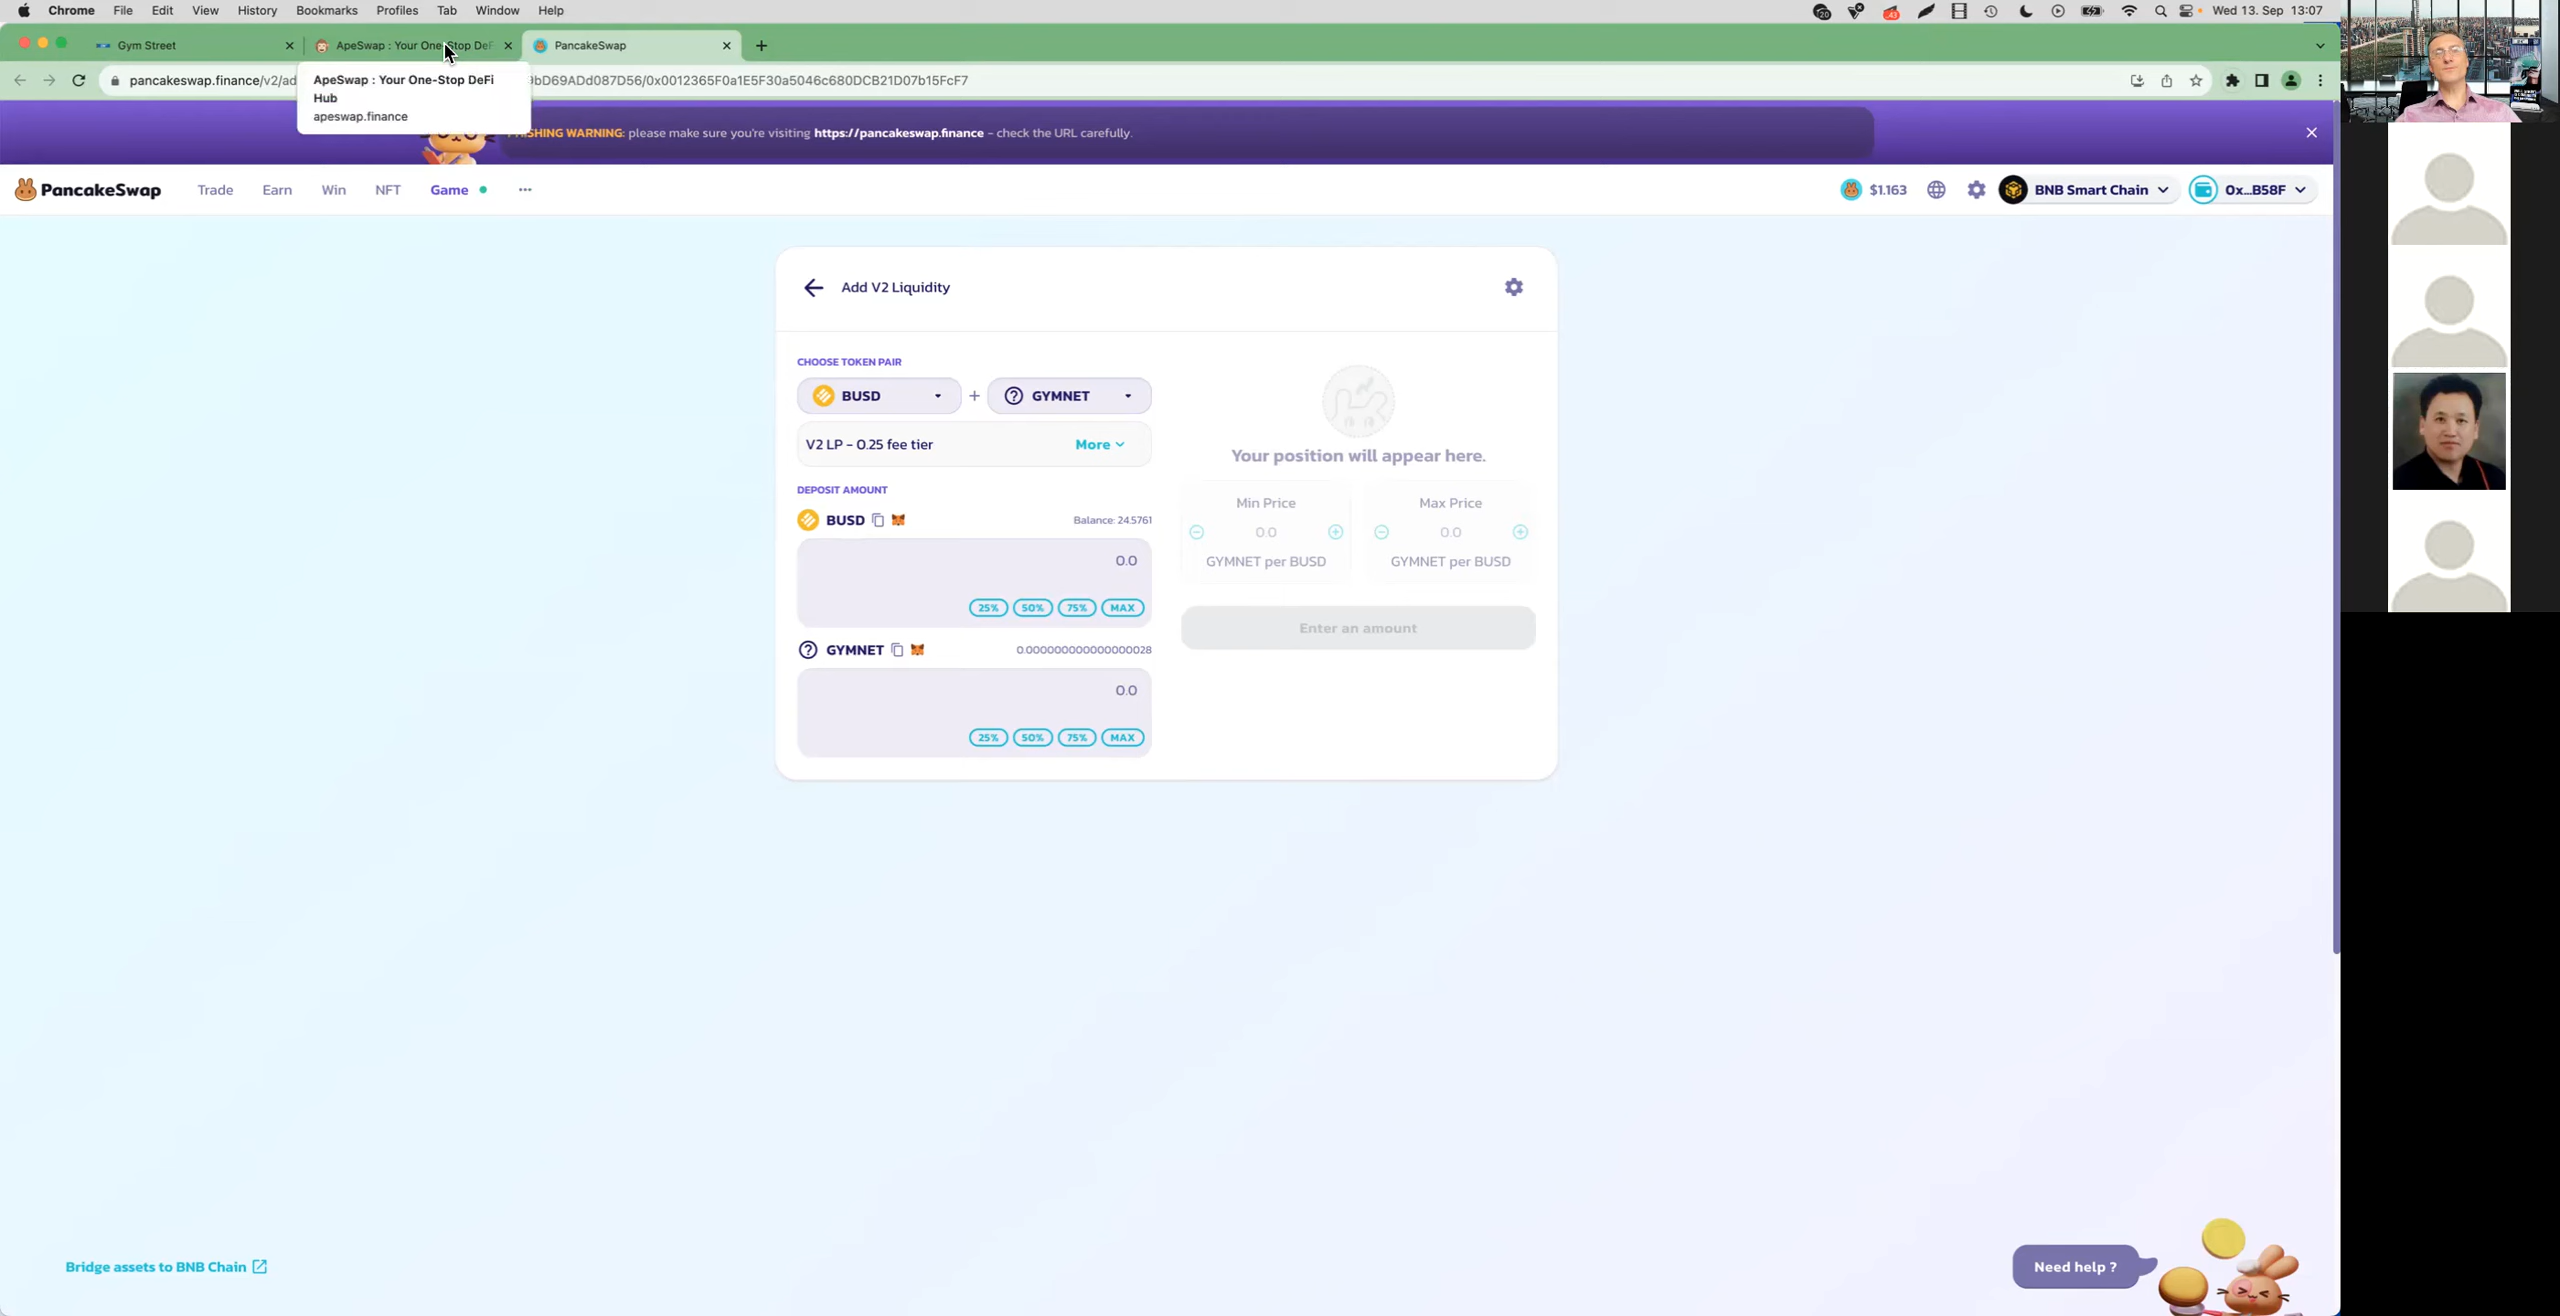 Chrome File Edit View History Bookmarks Profiles Tab Window Help
20
43
Wed 13. Sep 13:07
Gym Street
ApeSwap : Your One-Stop DeF
PancakeSwap
pancakeswap.finance/v2/ad
bD69ADd087D56/0x0012365F0a1E5F30a5046c680DCB21D07b15FcF7
ApeSwap : Your One-Stop DeFi
Hub
apeswap.finance
SHING WARNING: please make sure you're visiting https://pancakeswap.finance - check the URL carefully.
PancakeSwap
Trade Earn Win NFT Game
$1.163
BNB Smart Chain
0x...B58F
Add V2 Liquidity
CHOOSE TOKEN PAIR
BUSD + GYMNET
V2 LP - 0.25 fee tier
More
DEPOSIT AMOUNT
BUSD
Balance: 24.5761
0.0
25% 50% 75% MAX
GYMNET
0.000000000000000028
0.0
25% 50% 75% MAX
Your position will appear here.
Min Price
0.0
GYMNET per BUSD
Max Price
0.0
GYMNET per BUSD
Enter an amount
Bridge assets to BNB Chain
Need help ?